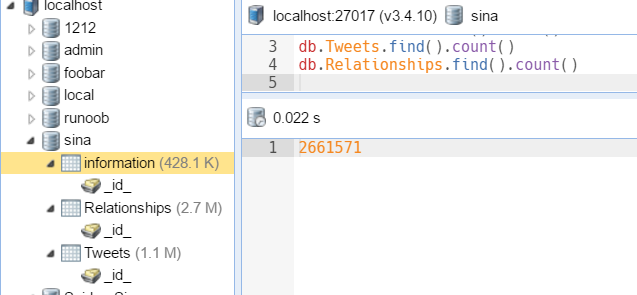 localhost
1212
admin
foobar
local
runoob
sina
information (428.1 K)
_id_
Relationships (2.7 M)
_id_
Tweets (1.1 M)
_id_
localhost:27017 (v3.4.10) sina
3 db.Tweets.find().count()
4 db.Relationships.find().count()
5
0.022 s
1 2661571